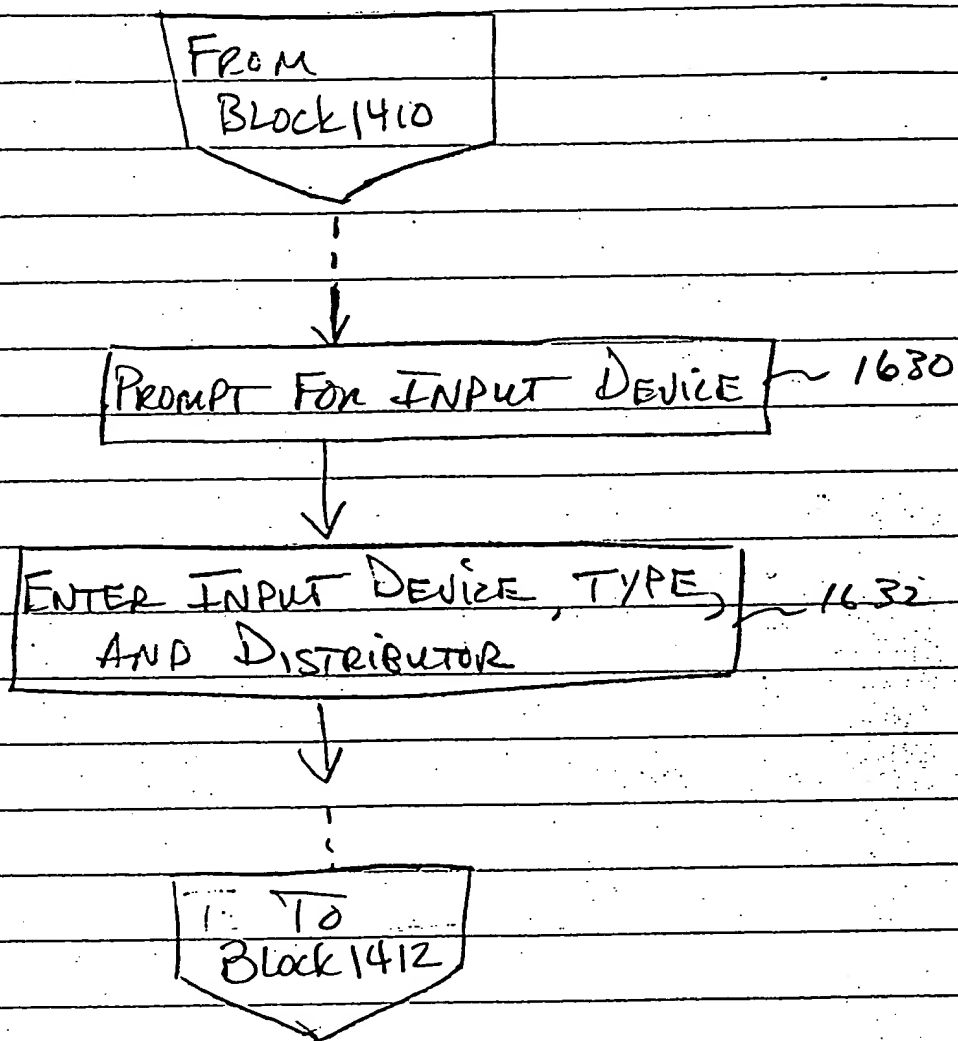 FROM
BLOCK 1410
PROMPT FOR INPUT DEVICE
1630
ENTER INPUT DEVICE, TYPE,
1632
AND DISTRIBUTOR
TO
BLOCK 1412